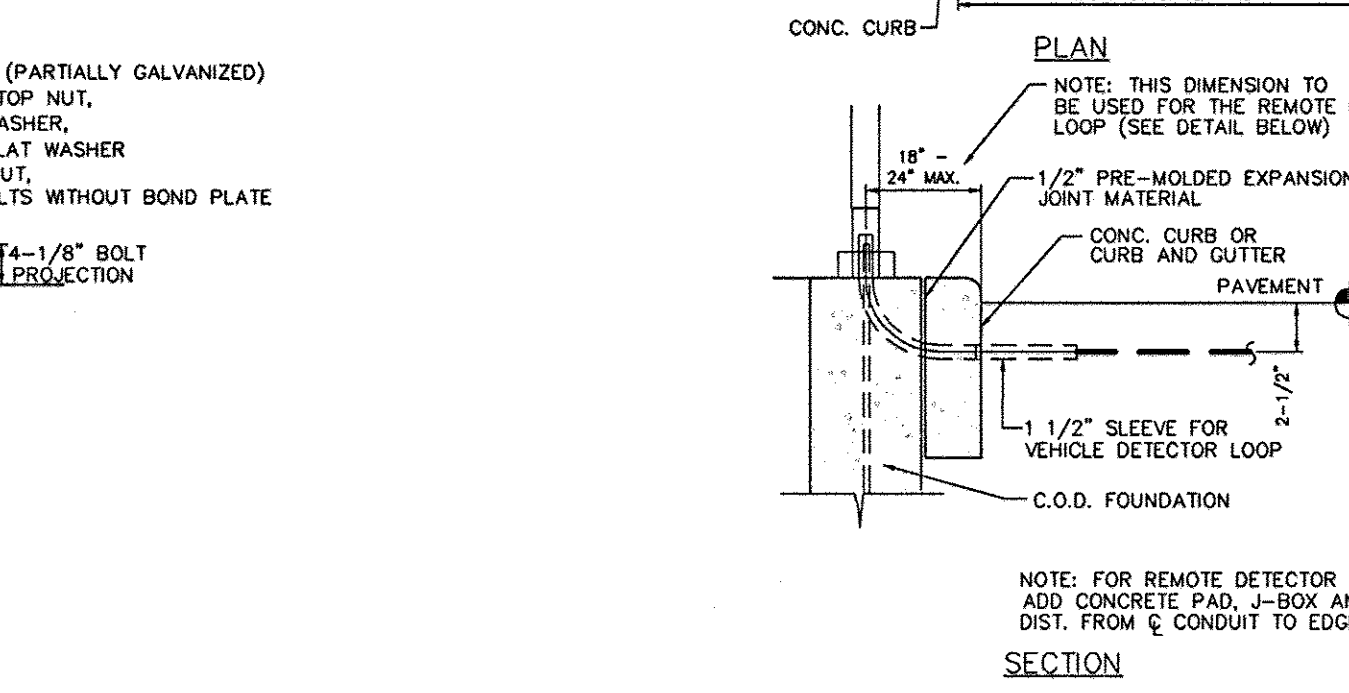 (PARTIALLY GALVANIZED)
TOP NUT,
ASHER,
LAT WASHER
UT,
LTS WITHOUT BOND PLATE
4-1/8" BOLT
PROJECTION
CONC. CURB
PLAN
NOTE: THIS DIMENSION TO
BE USED FOR THE REMOTE
LOOP (SEE DETAIL BELOW)
18" -
24" MAX.
1/2" PRE-MOLDED EXPANSION
JOINT MATERIAL
CONC. CURB OR
CURB AND GUTTER
PAVEMENT
2-1/2"
1 1/2" SLEEVE FOR
VEHICLE DETECTOR LOOP
C.O.D. FOUNDATION
NOTE: FOR REMOTE DETECTOR
ADD CONCRETE PAD, J-BOX AN
DIST. FROM ℄ CONDUIT TO EDG
SECTION